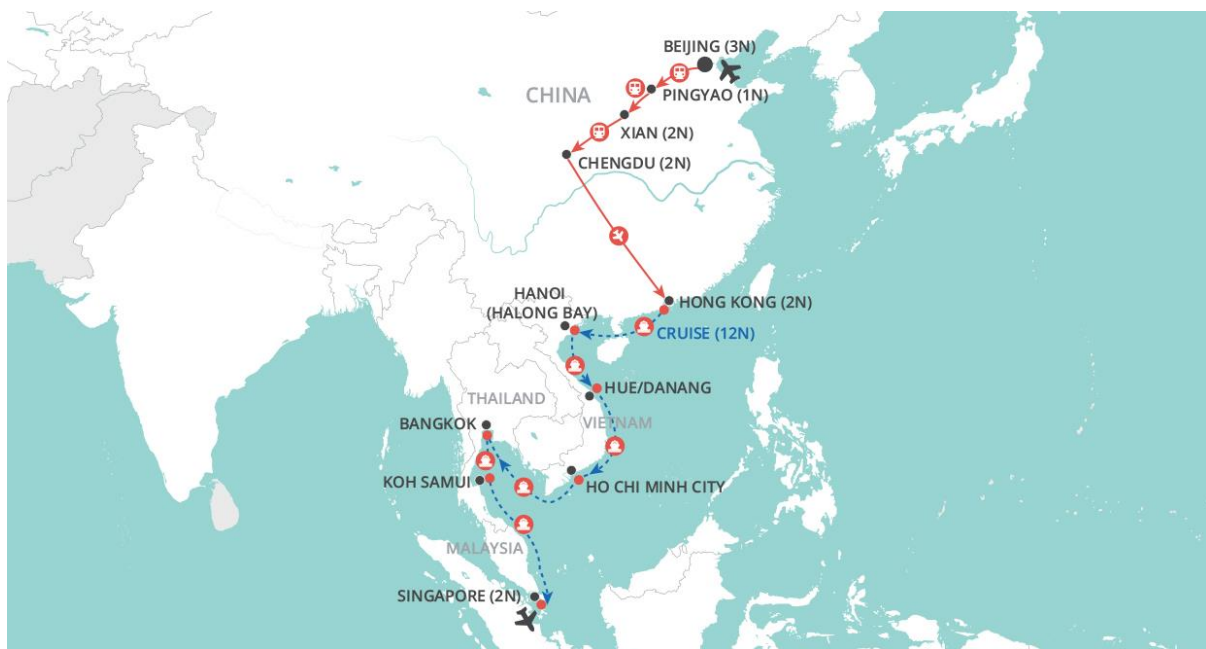 BEIJING (3N)
CHINA
PINGYAO (1N)
XIAN (2N)
CHENGDU (2N)
HANOI
(HALONG BAY)
HONG KONG (2N)
CRUISE (12N)
HUE/DANANG
THAILAND
VIETNAM
BANGKOK
KOH SAMUI
HO CHI MINH CITY
MALAYSIA
SINGAPORE (2N)